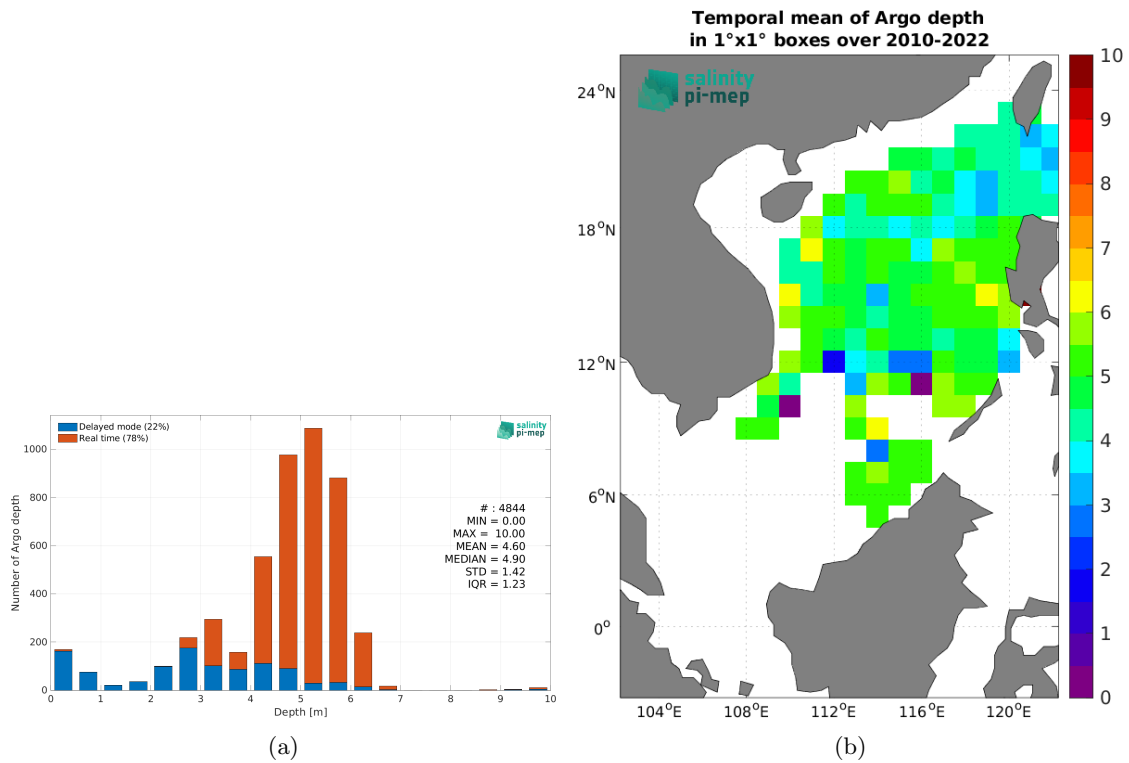 Delayed mode (22%)
Real time (78%)
salinity
pi-mep
1000
800
600
400
200
0
Number of Argo depth
# : 4844
MIN = 0.00
MAX = 10.00
MEAN = 4.60
MEDIAN = 4.90
STD = 1.42
IQR = 1.23
0 1 2 3 4 5 6 7 8 9 10
Depth [m]
(a)
Temporal mean of Argo depth
in 1°x1° boxes over 2010-2022
salinity
pi-mep
24°N
18°N
12°N
6°N
0°
104°E 108°E 112°E 116°E 120°E
10
9
8
7
6
5
4
3
2
1
0
(b)